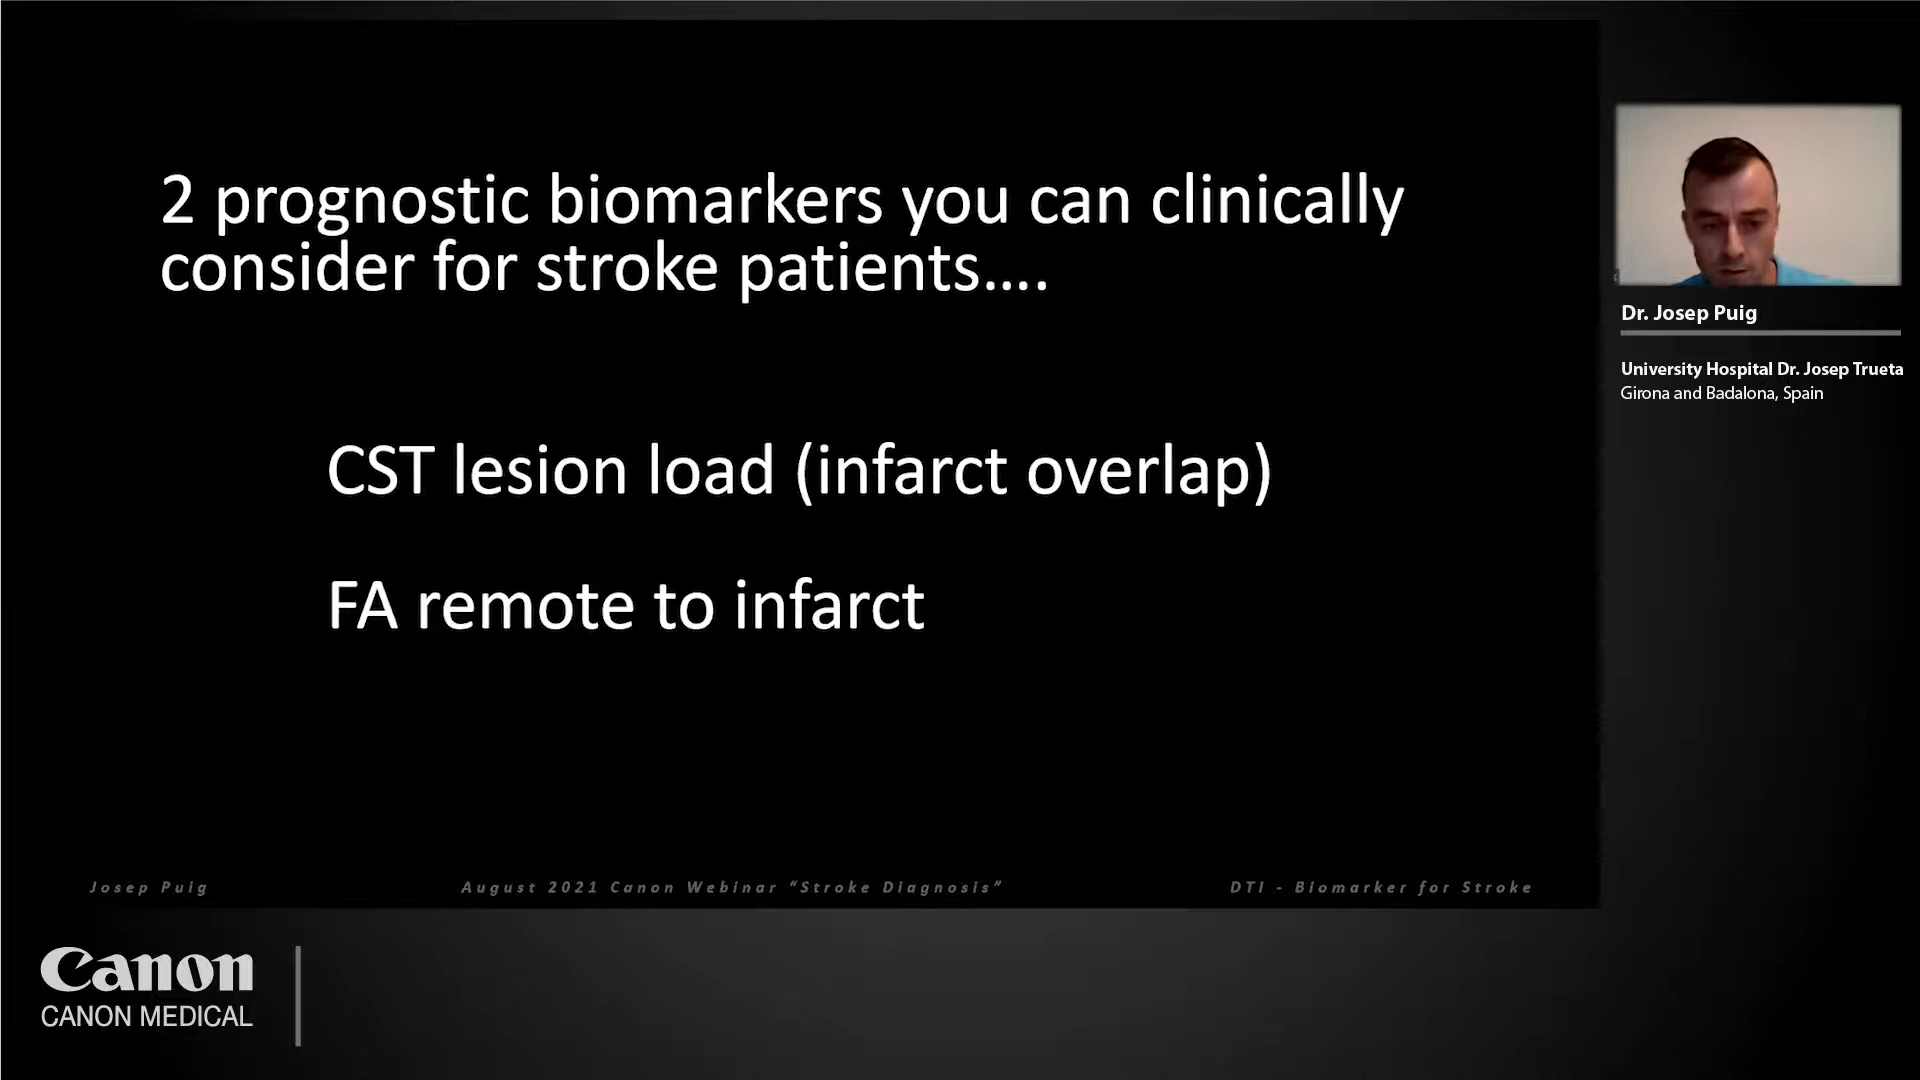 2 prognostic biomarkers you can clinically
consider for stroke patients....
CST lesion load (infarct overlap)
FA remote to infarct
Josep Puig
August 2021 Canon Webinar “Stroke Diagnosis”
DTI - Biomarker for Stroke
Dr. Josep Puig
University Hospital Dr. Josep Trueta
Girona and Badalona, Spain
Canon
CANON MEDICAL